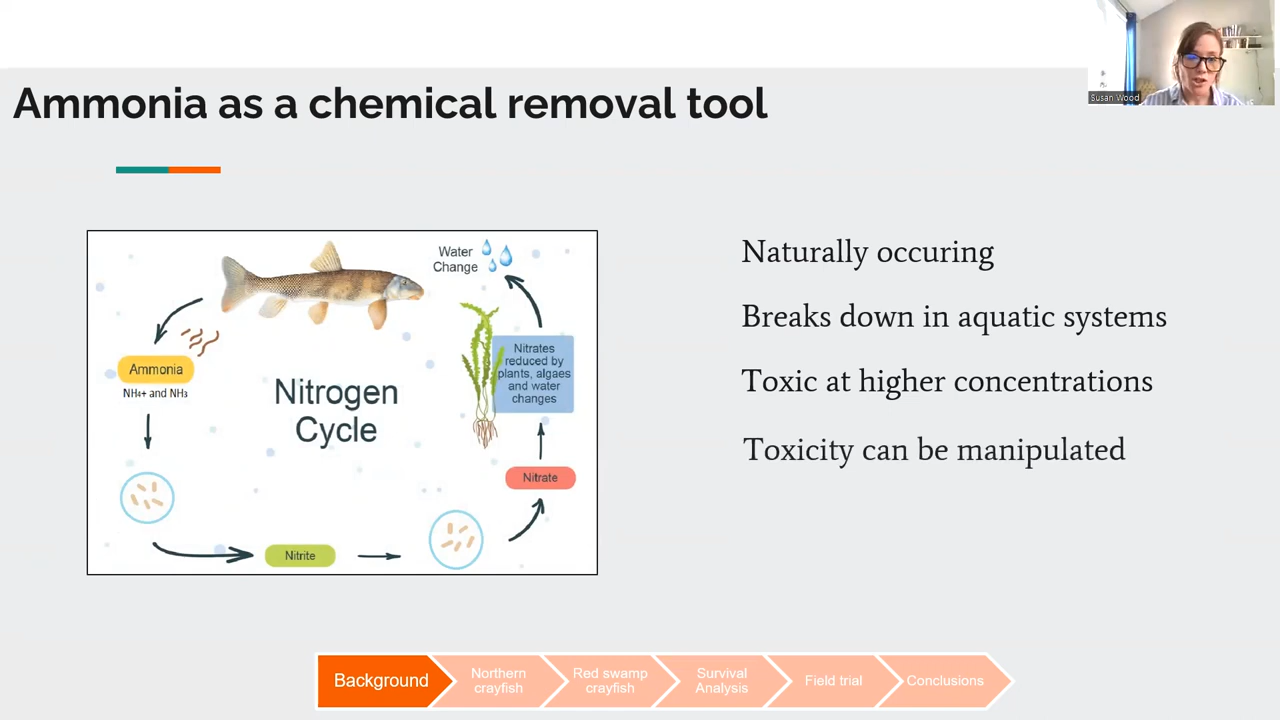 Susan Wood
Ammonia as a chemical removal tool
Water
Change
Ammonia
NH₄+ and NH₃
Nitrogen
Cycle
Nitrates
reduced by
plants, algaes
and water
changes
Nitrate
Nitrite
Naturally occuring
Breaks down in aquatic systems
Toxic at higher concentrations
Toxicity can be manipulated
Background
Northern
crayfish
Red swamp
crayfish
Survival
Analysis
Field trial
Conclusions